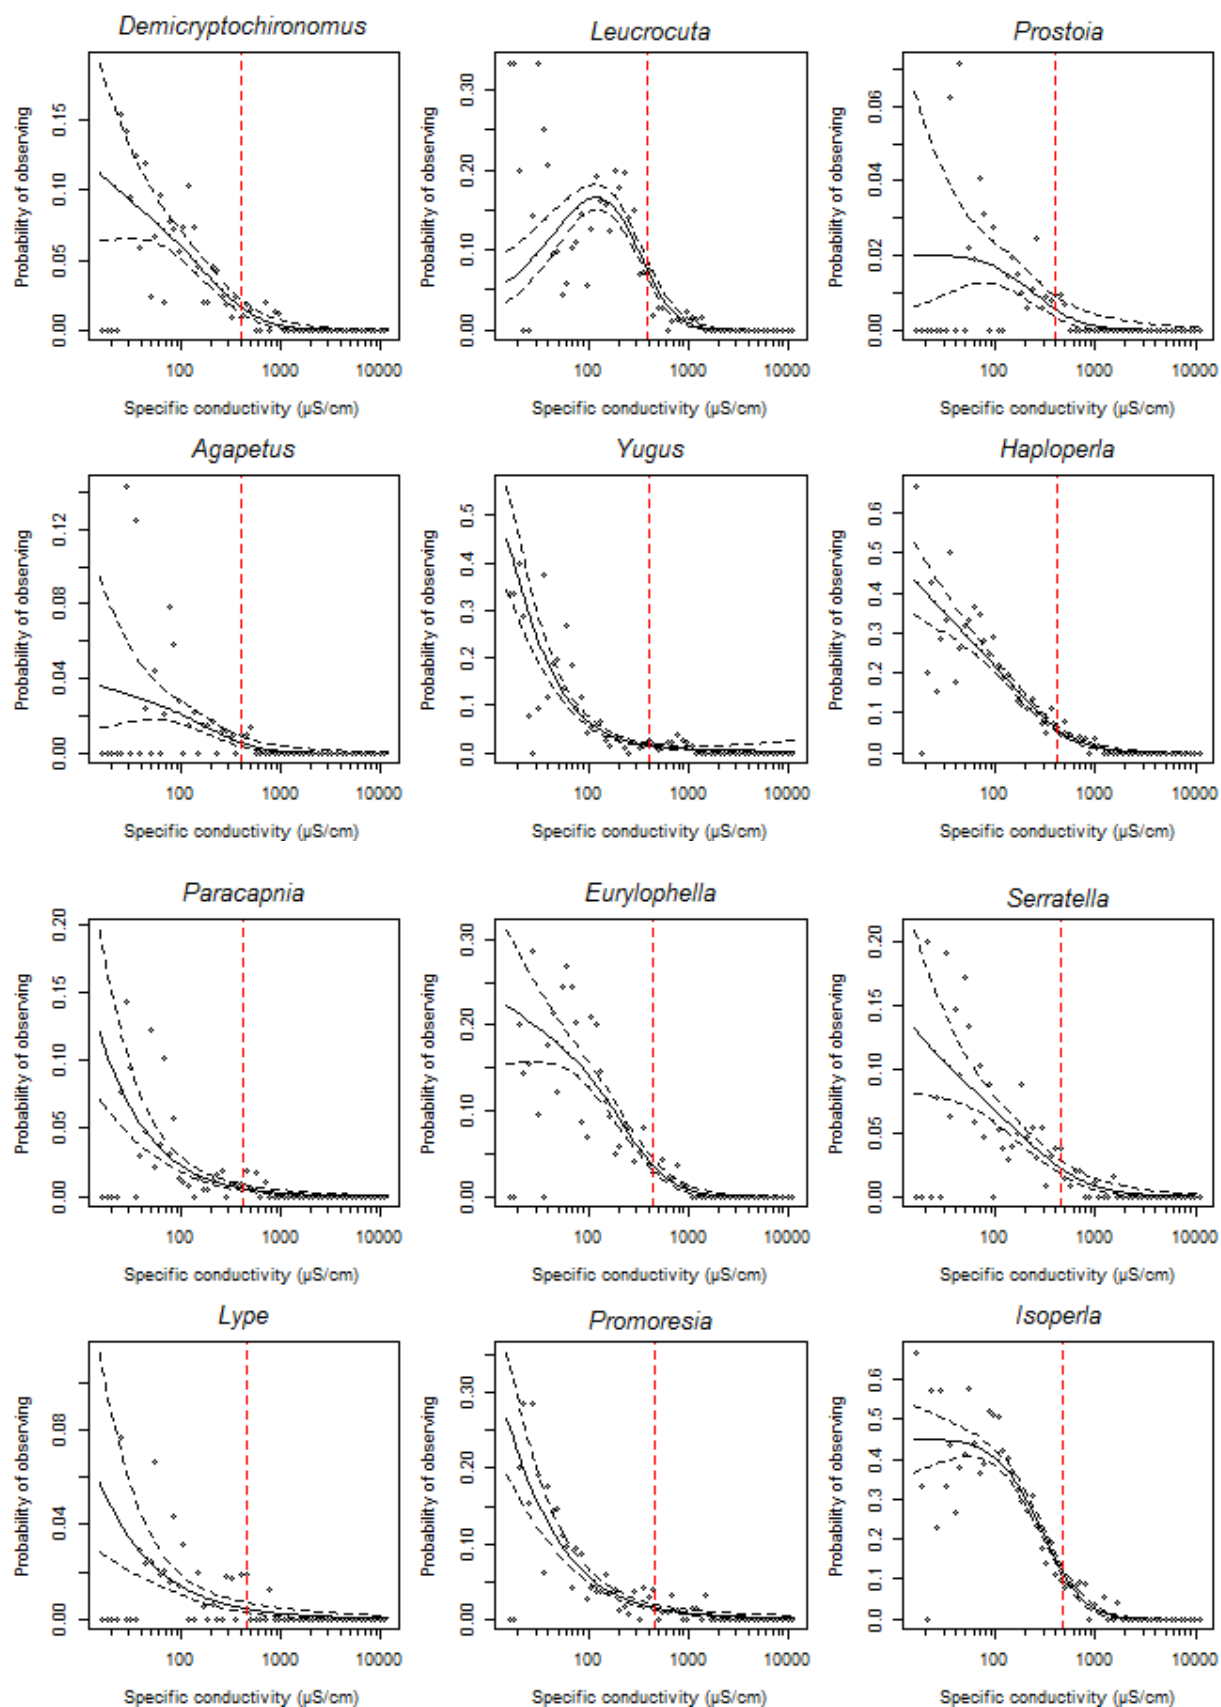 Demicryptochironomus
Leucrocuta
Prostoia
Probability of observing
0.00 0.05 0.10 0.15
100 1000 10000
Specific conductivity (µS/cm)
Probability of observing
0.00 0.10 0.20 0.30
100 1000 10000
Specific conductivity (µS/cm)
Probability of observing
0.00 0.02 0.04 0.06
100 1000 10000
Specific conductivity (µS/cm)
Agapetus
Yugus
Haploperla
Probability of observing
0.00 0.04 0.08 0.12
100 1000 10000
Specific conductivity (µS/cm)
Probability of observing
0.0 0.1 0.2 0.3 0.4 0.5
100 1000 10000
Specific conductivity (µS/cm)
Probability of observing
0.0 0.1 0.2 0.3 0.4 0.5 0.6
100 1000 10000
Specific conductivity (µS/cm)
Paracapnia
Eurylophella
Serratella
Probability of observing
0.00 0.05 0.10 0.15 0.20
100 1000 10000
Specific conductivity (µS/cm)
Probability of observing
0.00 0.10 0.20 0.30
100 1000 10000
Specific conductivity (µS/cm)
Probability of observing
0.00 0.05 0.10 0.15 0.20
100 1000 10000
Specific conductivity (µS/cm)
Lype
Promoresia
Isoperla
Probability of observing
0.00 0.04 0.08
100 1000 10000
Specific conductivity (µS/cm)
Probability of observing
0.00 0.10 0.20 0.30
100 1000 10000
Specific conductivity (µS/cm)
Probability of observing
0.0 0.1 0.2 0.3 0.4 0.5 0.6
100 1000 10000
Specific conductivity (µS/cm)